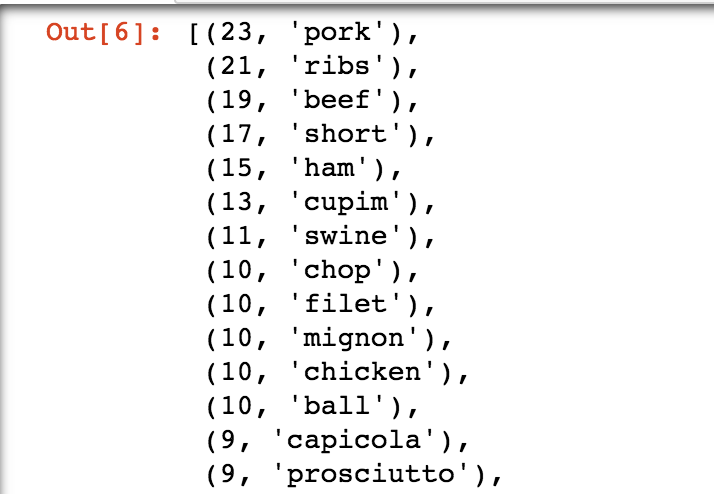 Out[6]: [(23, 'pork'),
(21, 'ribs'),
(19, 'beef'),
(17, 'short'),
(15, 'ham'),
(13, 'cupim'),
(11, 'swine'),
(10, 'chop'),
(10, 'filet'),
(10, 'mignon'),
(10, 'chicken'),
(10, 'ball'),
(9, 'capicola'),
(9, 'prosciutto'),